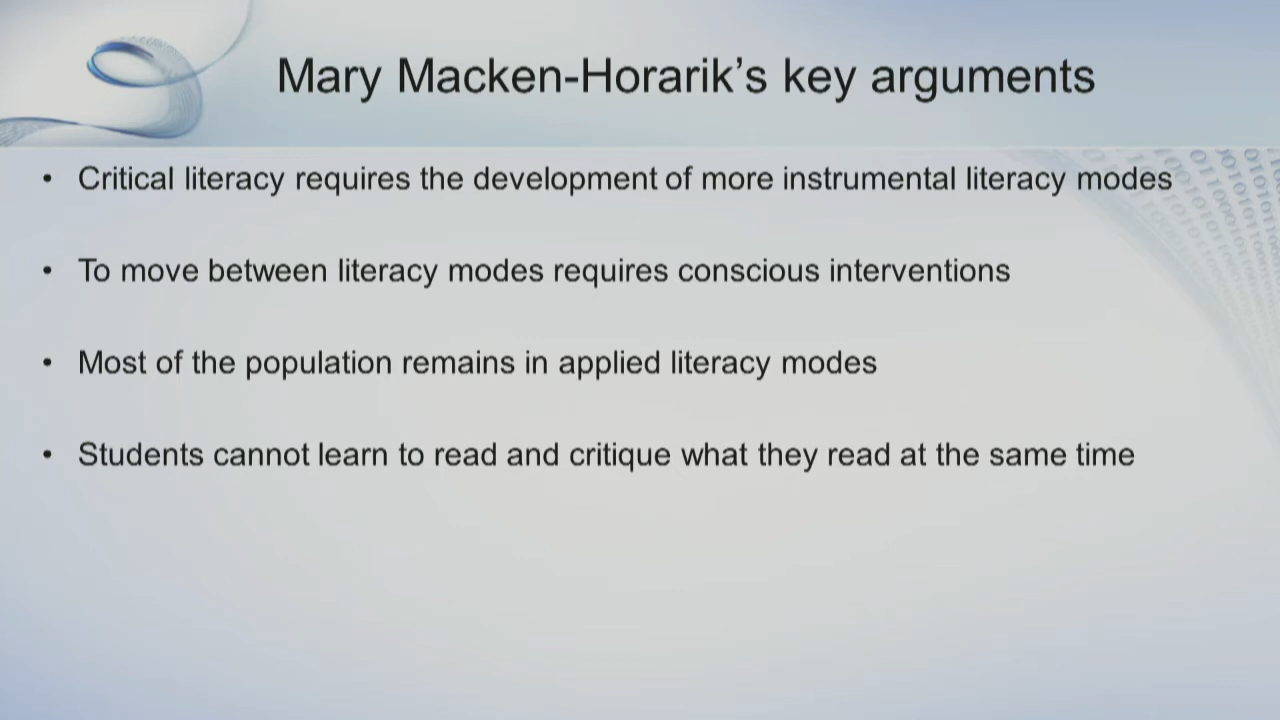 Mary Macken-Horarik’s key arguments
• Critical literacy requires the development of more instrumental literacy modes
• To move between literacy modes requires conscious interventions
• Most of the population remains in applied literacy modes
• Students cannot learn to read and critique what they read at the same time